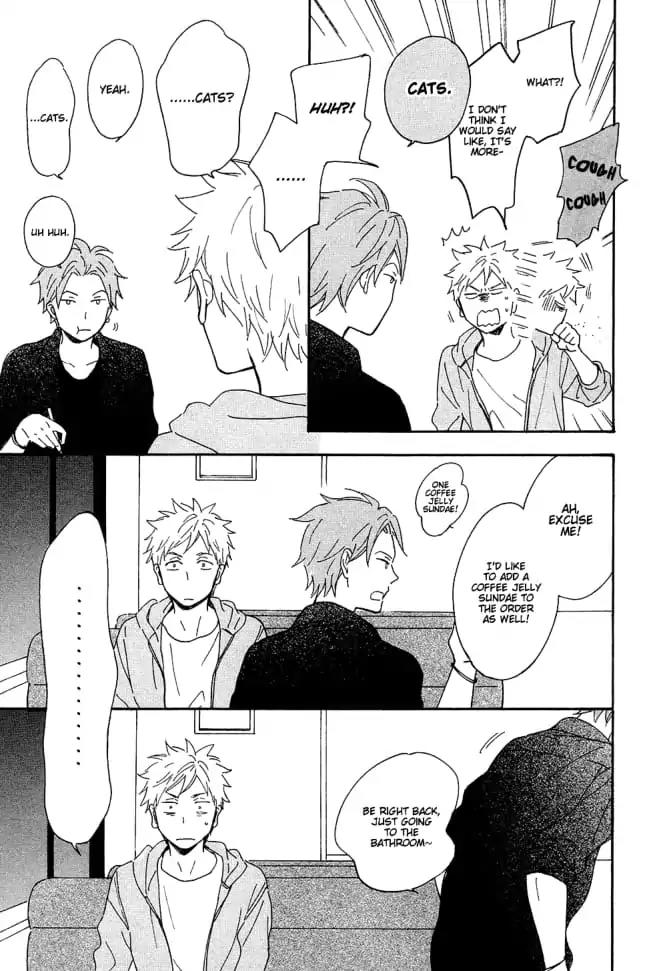 WHAT?!
I DON'T
THINK I
WOULD SAY
LIKE, IT'S
MORE~
COUGH
COUGH
CATS.
HUH?!
......
......CATS?
YEAH.
...CATS.
UH HUH.
AH,
EXCUSE
ME!
I'D LIKE
TO ADD A
COFFEE JELLY
SUNDAE TO
THE ORDER
AS WELL!
ONE
COFFEE
JELLY
SUNDAE!
............
BE RIGHT BACK,
JUST GOING
TO THE
BATHROOM~